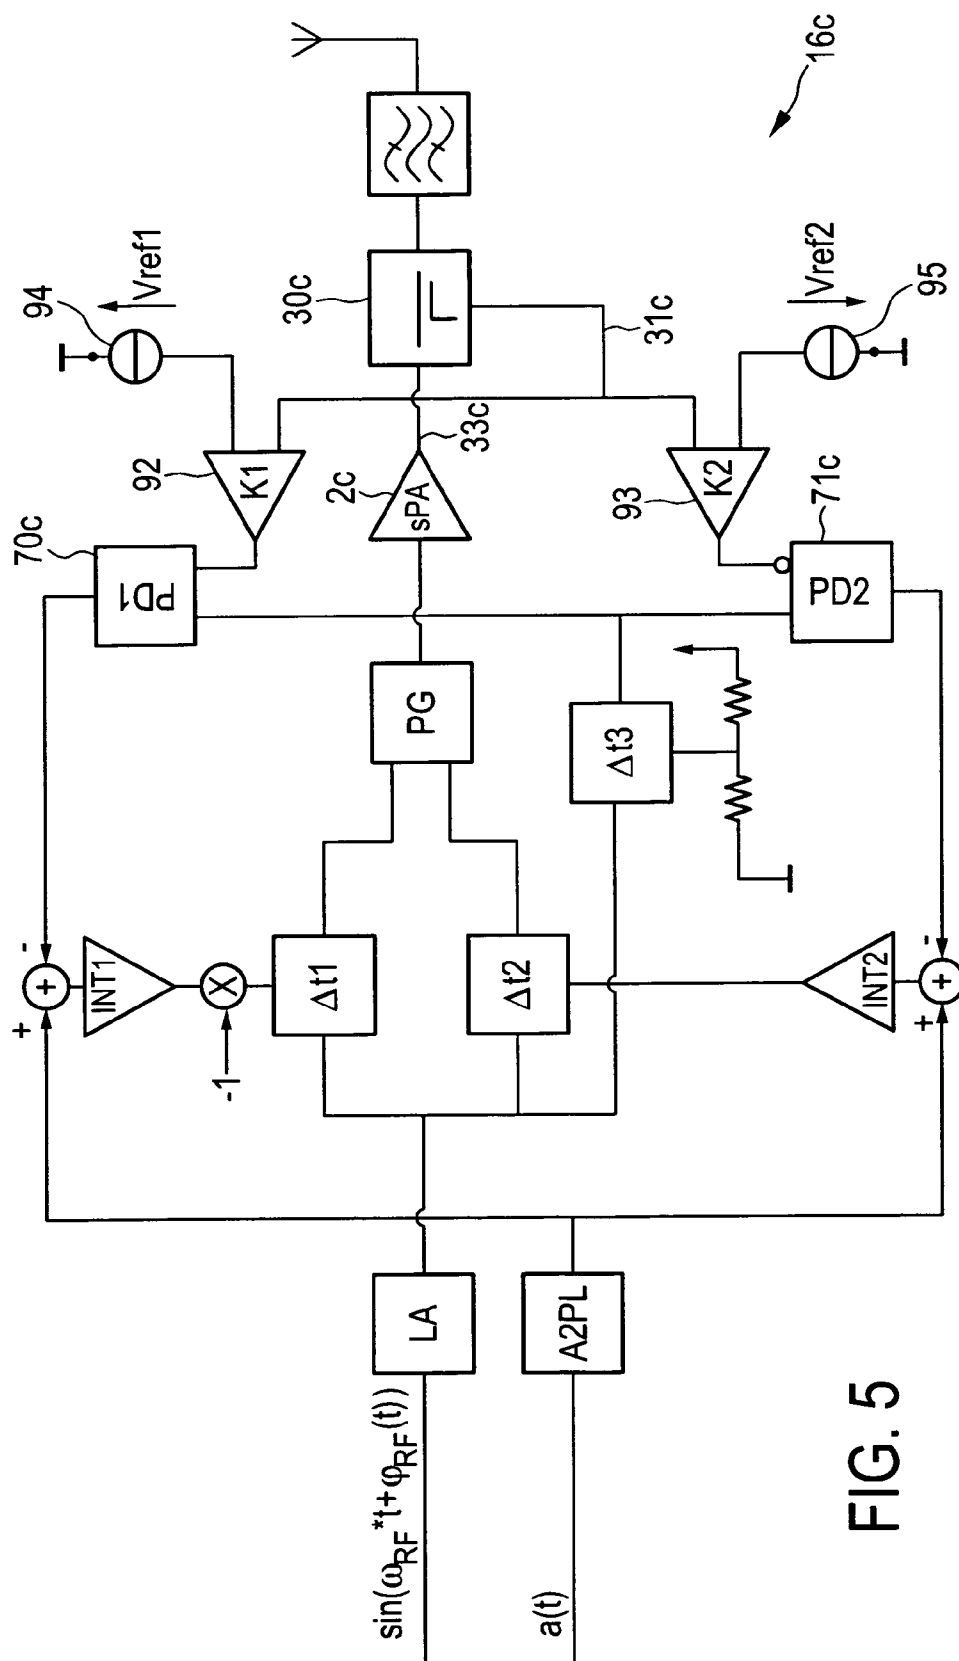 16c
94
Vref1
92
K1
70c
PD1
30c
31c
33c
2c
sPA
Vref2
95
93
K2
71c
PD2
PG
Δt3
-
+
+
INT1
X
-1
Δt1
Δt2
INT2
-
+
+
LA
A2PL
sin(ωRF*t+φRF(t))
a(t)
FIG. 5